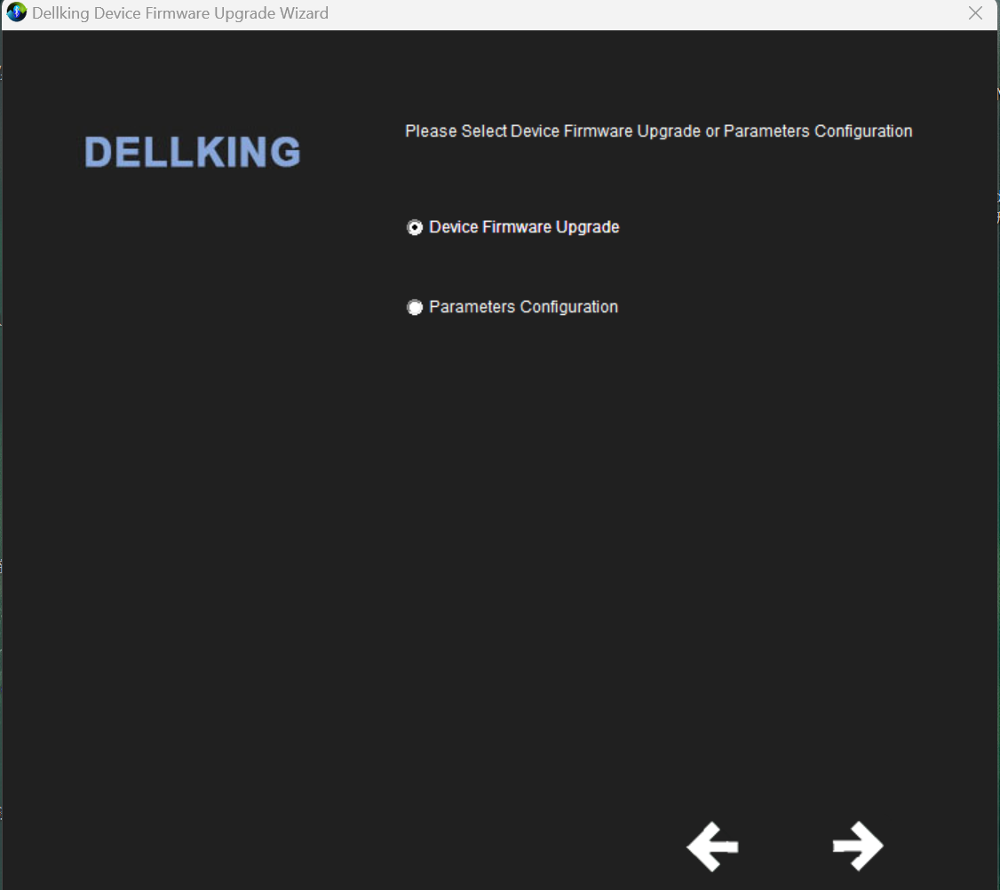 Dellking Device Firmware Upgrade Wizard
DELLKING
Please Select Device Firmware Upgrade or Parameters Configuration
Device Firmware Upgrade
Parameters Configuration